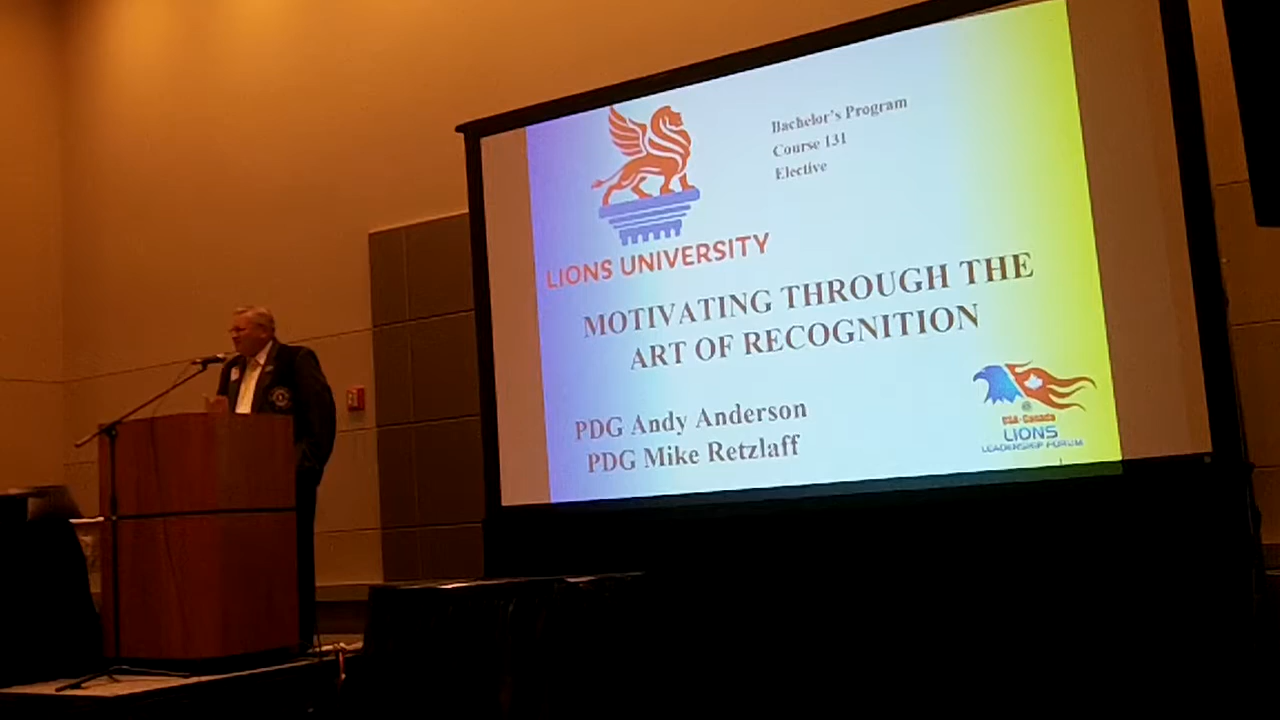 Bachelor's Program
Course 131
Elective
LIONS UNIVERSITY
MOTIVATING THROUGH THE
ART OF RECOGNITION
PDG Andy Anderson
PDG Mike Retzlaff
USA-Canada
LIONS
LEADERSHIP FORUM